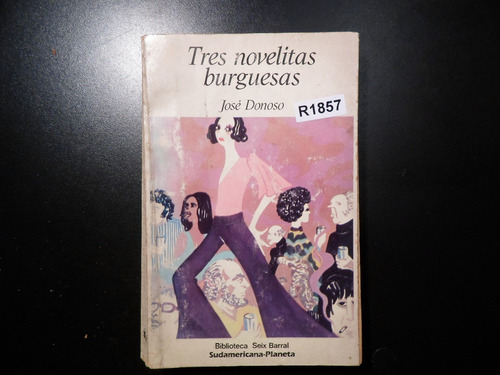 Tres novelitas
burguesas
José Donoso
R1857
Biblioteca Seix Barral
Sudamericana-Planeta